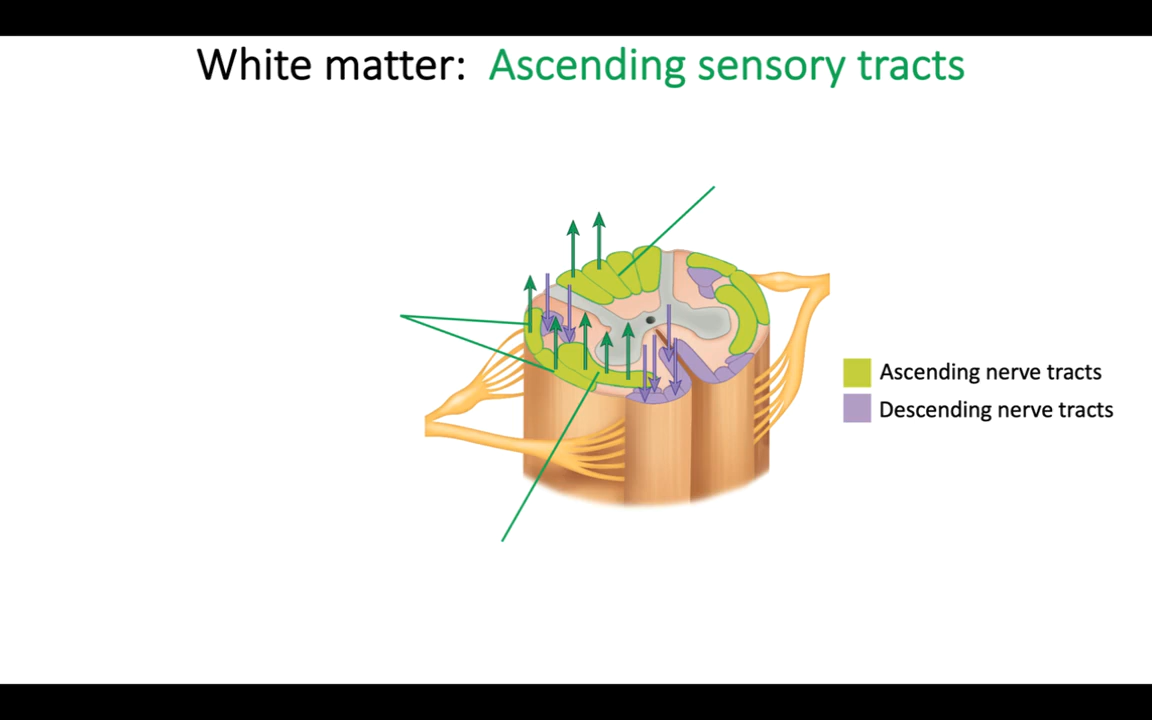 White matter: Ascending sensory tracts
Ascending nerve tracts
Descending nerve tracts